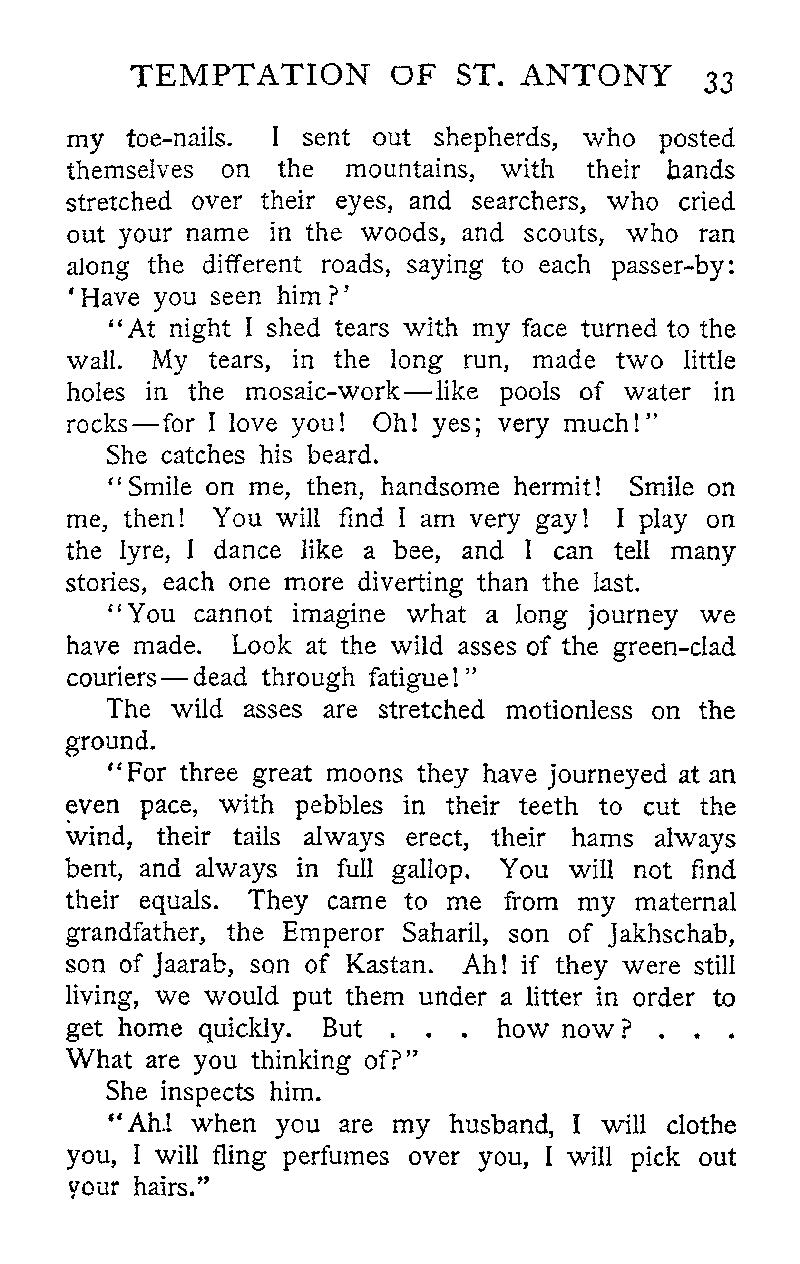 TEMPTATION OF ST. ANTONY 33
my toe-nails. I sent out shepherds, who posted
themselves on the mountains, with their hands
stretched over their eyes, and searchers, who cried
out your name in the woods, and scouts, who ran
along the different roads, saying to each passer-by:
‘Have you seen him?’
“At night I shed tears with my face turned to the
wall. My tears, in the long run, made two little
holes in the mosaic-work—like pools of water in
rocks—for I love you! Oh! yes; very much!”
She catches his beard.
“Smile on me, then, handsome hermit! Smile on
me, then! You will find I am very gay! I play on
the lyre, I dance like a bee, and I can tell many
stories, each one more diverting than the last.
“You cannot imagine what a long journey we
have made. Look at the wild asses of the green-clad
couriers—dead through fatigue!”
The wild asses are stretched motionless on the
ground.
“For three great moons they have journeyed at an
even pace, with pebbles in their teeth to cut the
wind, their tails always erect, their hams always
bent, and always in full gallop. You will not find
their equals. They came to me from my maternal
grandfather, the Emperor Saharil, son of Jakhschab,
son of Jaarab, son of Kastan. Ah! if they were still
living, we would put them under a litter in order to
get home quickly. But . . . how now? . . .
What are you thinking of?”
She inspects him.
“Ah! when you are my husband, I will clothe
you, I will fling perfumes over you, I will pick out
your hairs.”